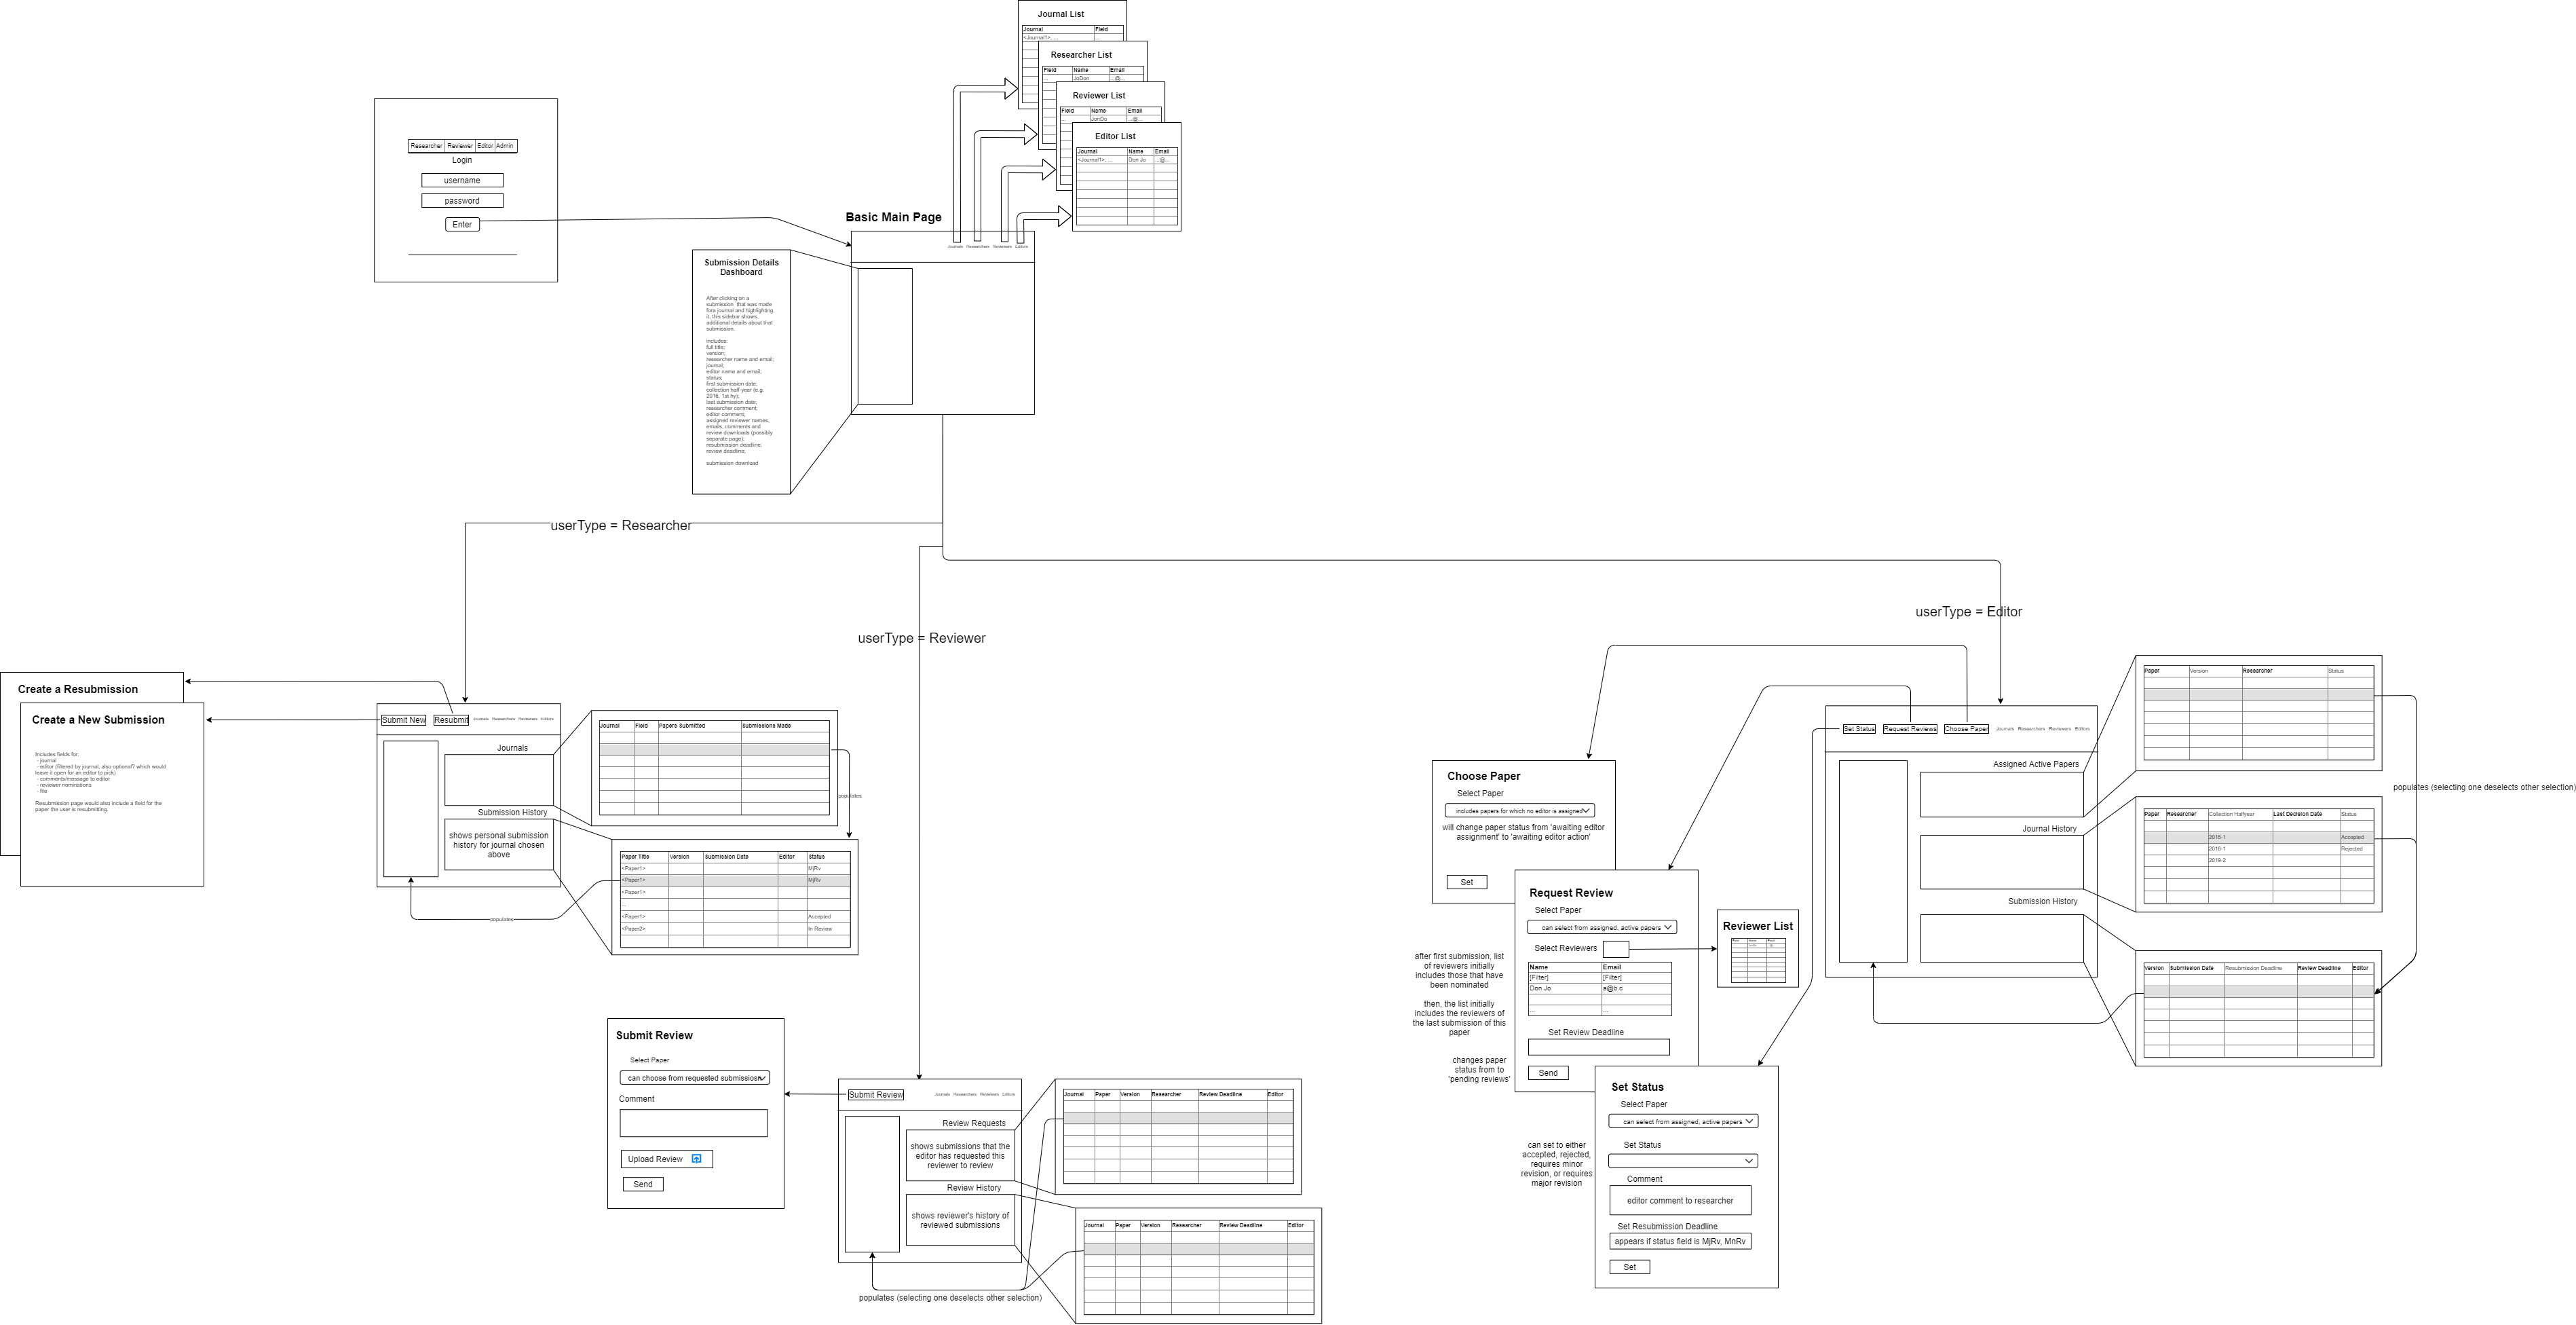 Journal List
Journal Field
<Journal1>, ... ...
Researcher List
Field Name Email
... JoDon ...@...
Reviewer List
Field Name Email
... JonDo ...@...
Editor List
Journal Name Email
<Journal1>, ... Don Jo ...@...
Researcher Reviewer Editor Admin
Login
username
password
Enter
Basic Main Page
Journals Researchers Reviewers Editors
Submission Details
Dashboard
After clicking on a
submission that was made
fora journal and highlighting
it, this sidebar shows
additional details about that
submission.
includes:
full title;
version;
researcher name and email;
journal;
editor name and email;
status;
first submission date;
collection half-year (e.g.
2016, 1st hy);
last submission date;
researcher comment;
editor comment;
assigned reviewer names,
emails, comments and
review downloads (possibly
separate page);
resubmission deadline;
review deadline;
submission download
userType = Researcher
userType = Reviewer
userType = Editor
Create a Resubmission
Create a New Submission
Includes fields for:
- journal
- editor (filtered by journal, also optional? which would
leave it open for an editor to pick)
- comments/message to editor
- reviewer nominations
- file
Resubmission page would also include a field for the
paper the user is resubmitting.
Submit New Resubmit Journals Researchers Reviewers Editors
Journals
Submission History
shows personal submission
history for journal chosen
above
Journal Field Papers Submitted Submissions Made
populates
Paper Title Version Submission Date Editor Status
<Paper1> MjRv
<Paper1> MjRv
<Paper1>
...
<Paper1> Accepted
<Paper2> In Review
populates
Submit Review
Select Paper
can choose from requested submissions
Comment
Upload Review
Send
Submit Review Journals Researchers Reviewers Editors
Review Requests
shows submissions that the
editor has requested this
reviewer to review
Review History
shows reviewer's history of
reviewed submissions
populates (selecting one deselects other selection)
Journal Paper Version Researcher Review Deadline Editor
Journal Paper Version Researcher Review Deadline Editor
Choose Paper
Select Paper
includes papers for which no editor is assigned
will change paper status from 'awaiting editor
assignment' to 'awaiting editor action'
Set
Request Review
Select Paper
can select from assigned, active papers
Select Reviewers
Name Email
[Filter] [Filter]
Don Jo a@b.c
... ...
Set Review Deadline
Send
after first submission, list
of reviewers initially
includes those that have
been nominated
then, the list initially
includes the reviewers of
the last submission of this
paper
changes paper
status from to
'pending reviews'
Reviewer List
Set Status
Select Paper
can select from assigned, active papers
Set Status
Comment
editor comment to researcher
Set Resubmission Deadline
appears if status field is MjRv, MnRv
Set
can set to either
accepted, rejected,
requires minor
revision, or requires
major revision
Set Status Request Reviews Choose Paper Journals Researchers Reviewers Editors
Assigned Active Papers
Journal History
Submission History
Paper Version Researcher Status
populates (selecting one deselects other selection)
Paper Researcher Collection Halfyear Last Decision Date Status
2016-1 Accepted
2018-1 Rejected
2019-2
Version Submission Date Resubmission Deadline Review Deadline Editor